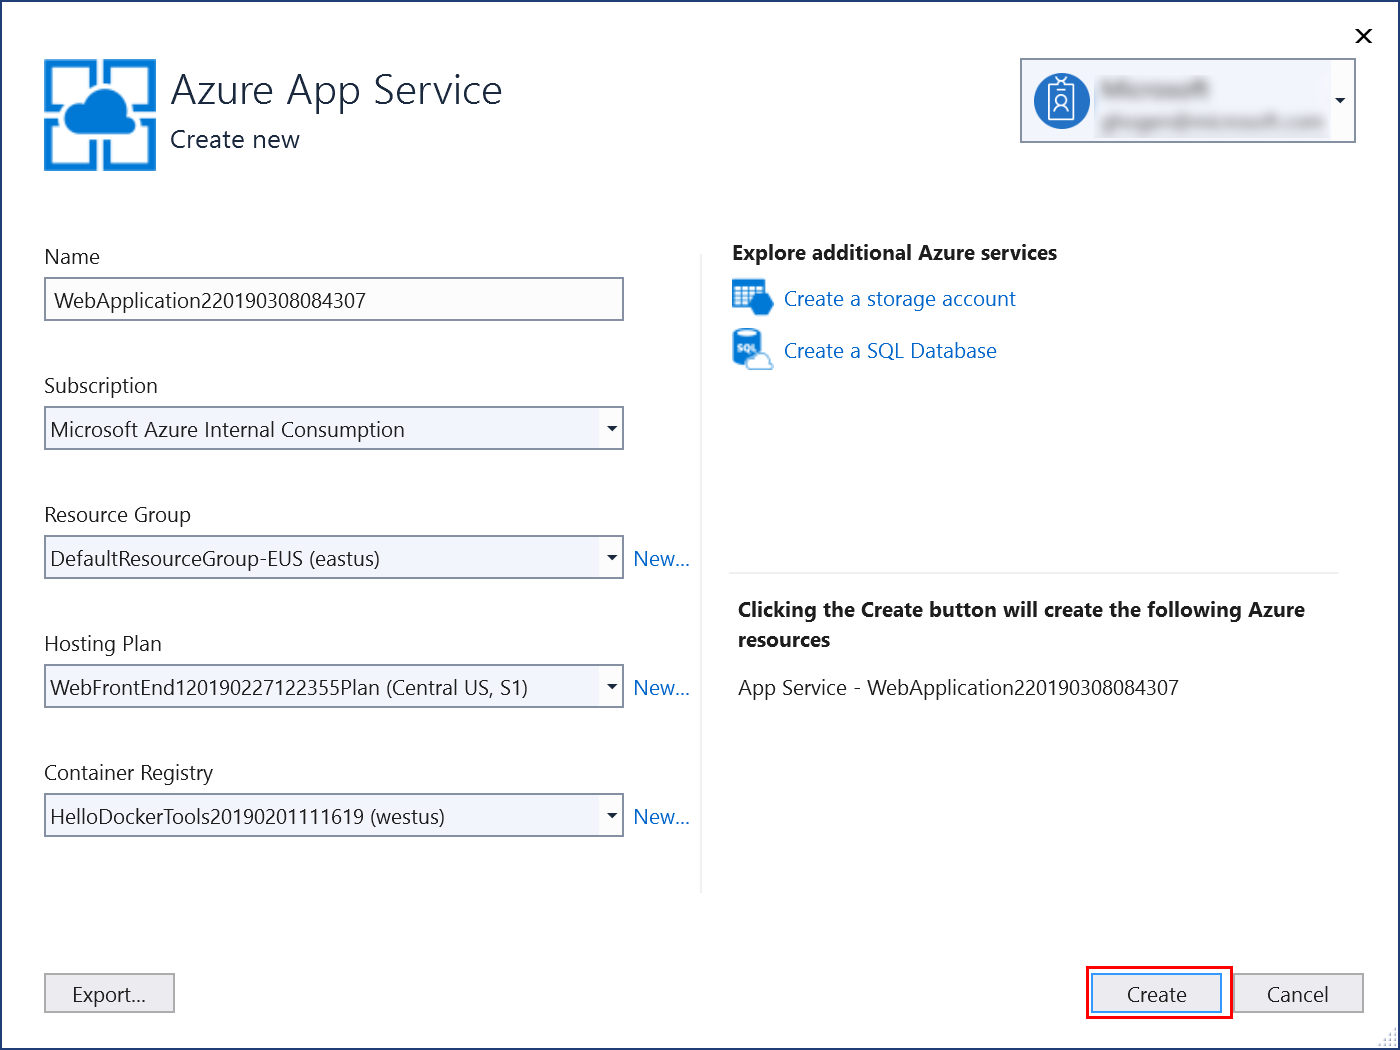 Azure App Service
Create new
Name
WebApplication220190308084307
Subscription
Microsoft Azure Internal Consumption
Resource Group
DefaultResourceGroup-EUS (eastus)
New...
Hosting Plan
WebFrontEnd120190227122355Plan (Central US, S1)
New...
Container Registry
HelloDockerTools20190201111619 (westus)
New...
Explore additional Azure services
Create a storage account
SQL
Create a SQL Database
Clicking the Create button will create the following Azure
resources
App Service - WebApplication220190308084307
Export...
Create
Cancel